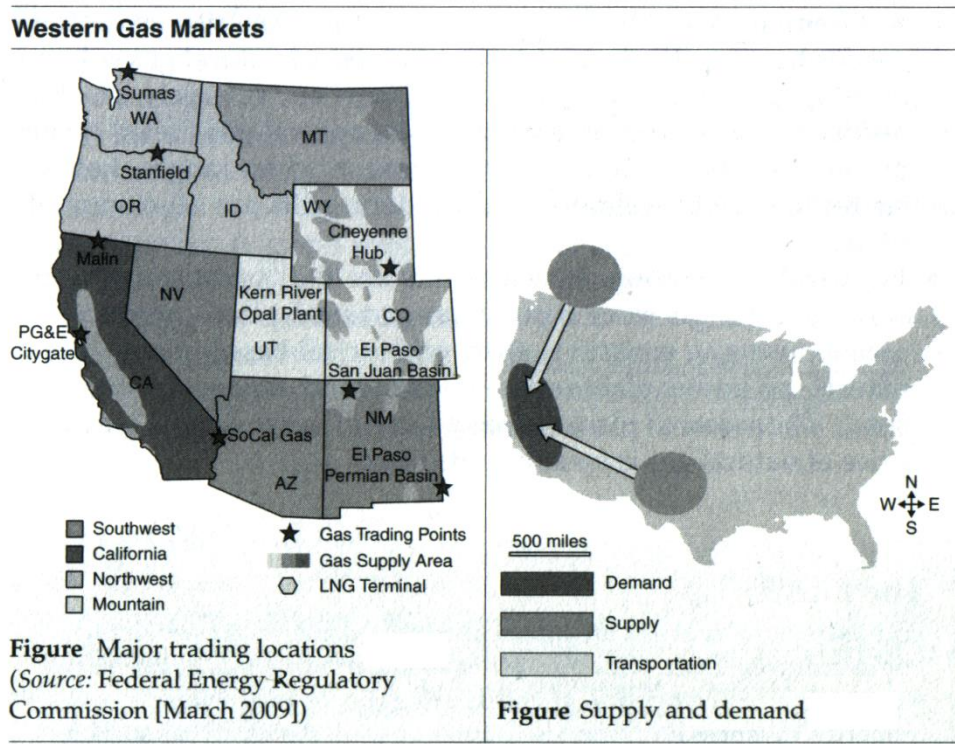 Western Gas Markets
Sumas
WA
MT
Stanfield
OR
ID
WY
Cheyenne
Hub
Malin
NV
Kern River
Opal Plant
CO
PG&E
Citygate
UT
El Paso
San Juan Basin
CA
NM
SoCal Gas
El Paso
Permian Basin
AZ
Southwest
California
Northwest
Mountain
Gas Trading Points
Gas Supply Area
LNG Terminal
Figure Major trading locations
(Source: Federal Energy Regulatory
Commission [March 2009])
N
W E
S
500 miles
Demand
Supply
Transportation
Figure Supply and demand